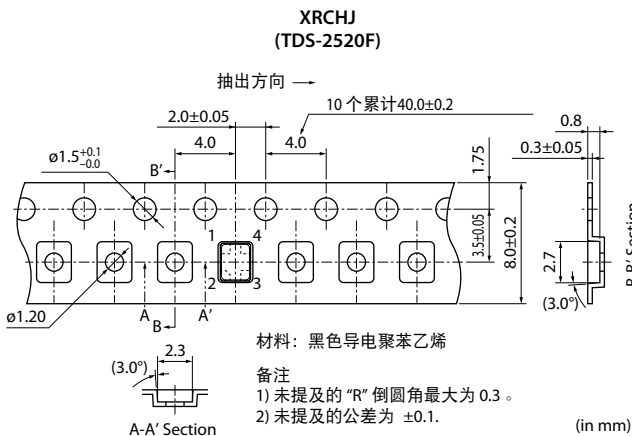 XRCHJ
(TDS-2520F)
抽出方向
10 个累计40.0±0.2
2.0±0.05
0.8
4.0
4.0
0.3±0.05
1.75
ø1.5+0.1 -0.0
B’
1
4
3.5±0.05
8.0±0.2
2.7
B-B’ Section
2
3
(3.0°)
ø1.20
A
A’
B
材料：黑色导电聚苯乙烯
2.3
(3.0°)
备注
1) 未提及的 “R” 倒圆角最大为 0.3 。
2) 未提及的公差为 ±0.1.
A-A’ Section
(in mm)